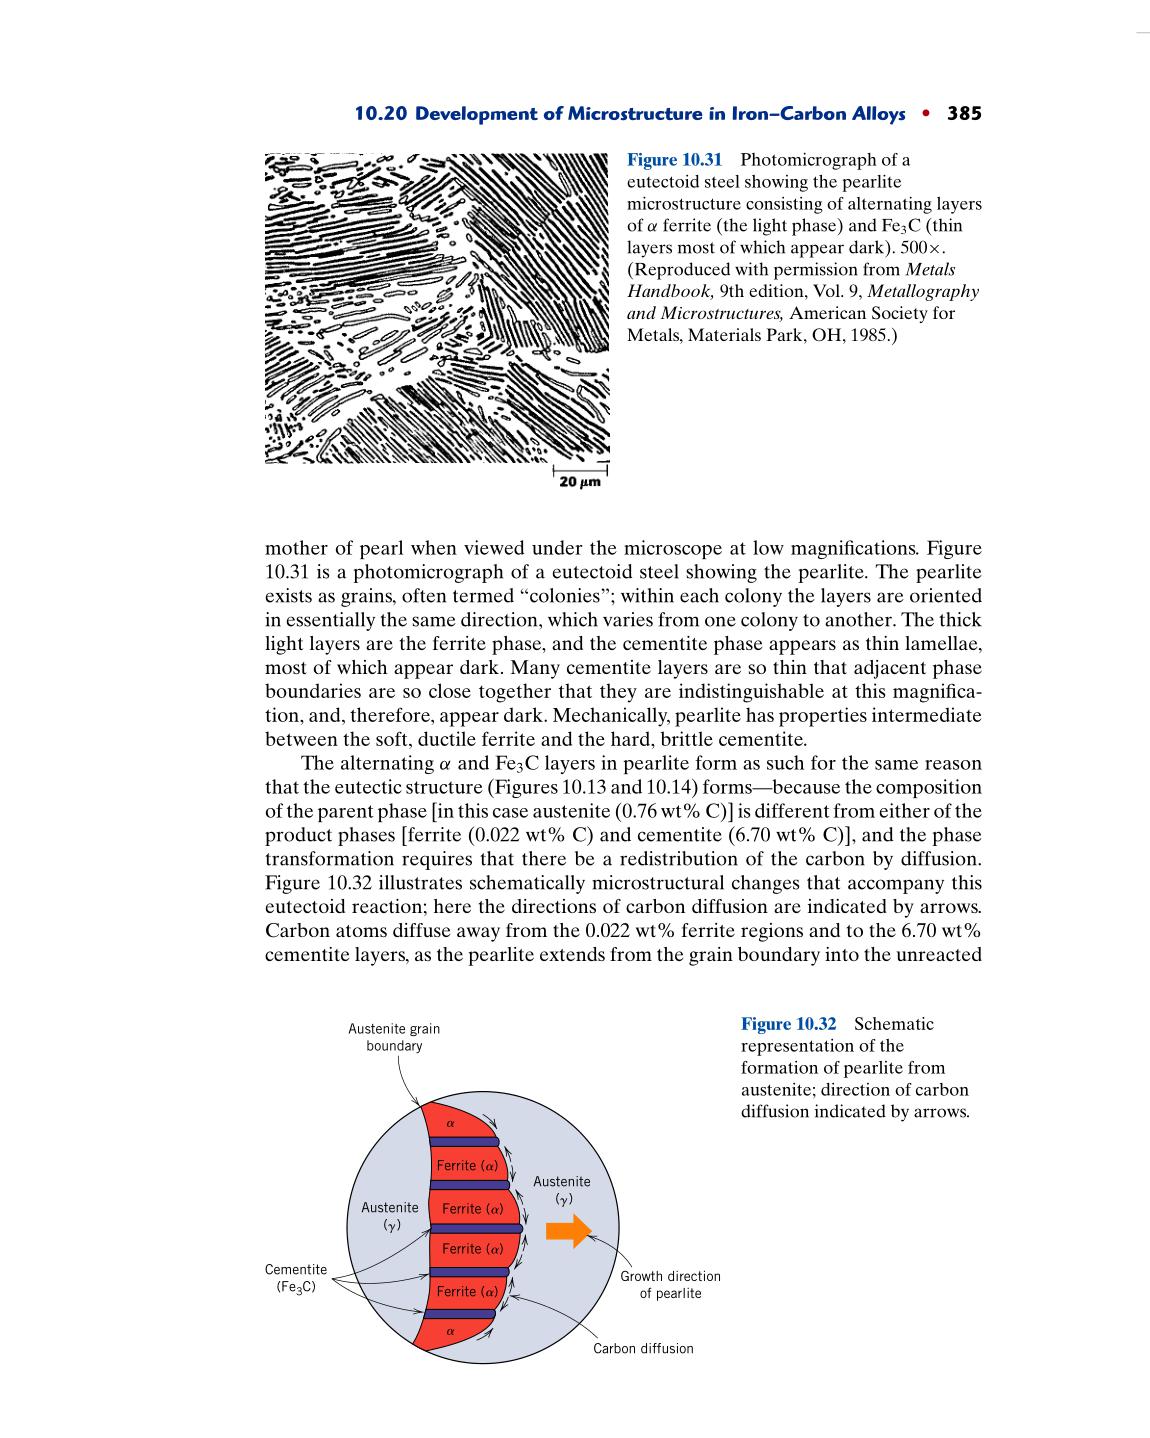 10.20 Development of Microstructure in Iron–Carbon Alloys • 385
Figure 10.31 Photomicrograph of a
eutectoid steel showing the pearlite
microstructure consisting of alternating layers
of α ferrite (the light phase) and Fe₃C (thin
layers most of which appear dark). 500×.
(Reproduced with permission from Metals
Handbook, 9th edition, Vol. 9, Metallography
and Microstructures, American Society for
Metals, Materials Park, OH, 1985.)
20 μm
mother of pearl when viewed under the microscope at low magnifications. Figure
10.31 is a photomicrograph of a eutectoid steel showing the pearlite. The pearlite
exists as grains, often termed “colonies”; within each colony the layers are oriented
in essentially the same direction, which varies from one colony to another. The thick
light layers are the ferrite phase, and the cementite phase appears as thin lamellae,
most of which appear dark. Many cementite layers are so thin that adjacent phase
boundaries are so close together that they are indistinguishable at this magnifica-
tion, and, therefore, appear dark. Mechanically, pearlite has properties intermediate
between the soft, ductile ferrite and the hard, brittle cementite.
The alternating α and Fe₃C layers in pearlite form as such for the same reason
that the eutectic structure (Figures 10.13 and 10.14) forms—because the composition
of the parent phase [in this case austenite (0.76 wt% C)] is different from either of the
product phases [ferrite (0.022 wt% C) and cementite (6.70 wt% C)], and the phase
transformation requires that there be a redistribution of the carbon by diffusion.
Figure 10.32 illustrates schematically microstructural changes that accompany this
eutectoid reaction; here the directions of carbon diffusion are indicated by arrows.
Carbon atoms diffuse away from the 0.022 wt% ferrite regions and to the 6.70 wt%
cementite layers, as the pearlite extends from the grain boundary into the unreacted
Figure 10.32 Schematic
representation of the
formation of pearlite from
austenite; direction of carbon
diffusion indicated by arrows.
Austenite grain
boundary
α
Ferrite (α)
Austenite
(γ)
Austenite
(γ)
Ferrite (α)
Ferrite (α)
Cementite
(Fe₃C)
Ferrite (α)
Growth direction
of pearlite
α
Carbon diffusion